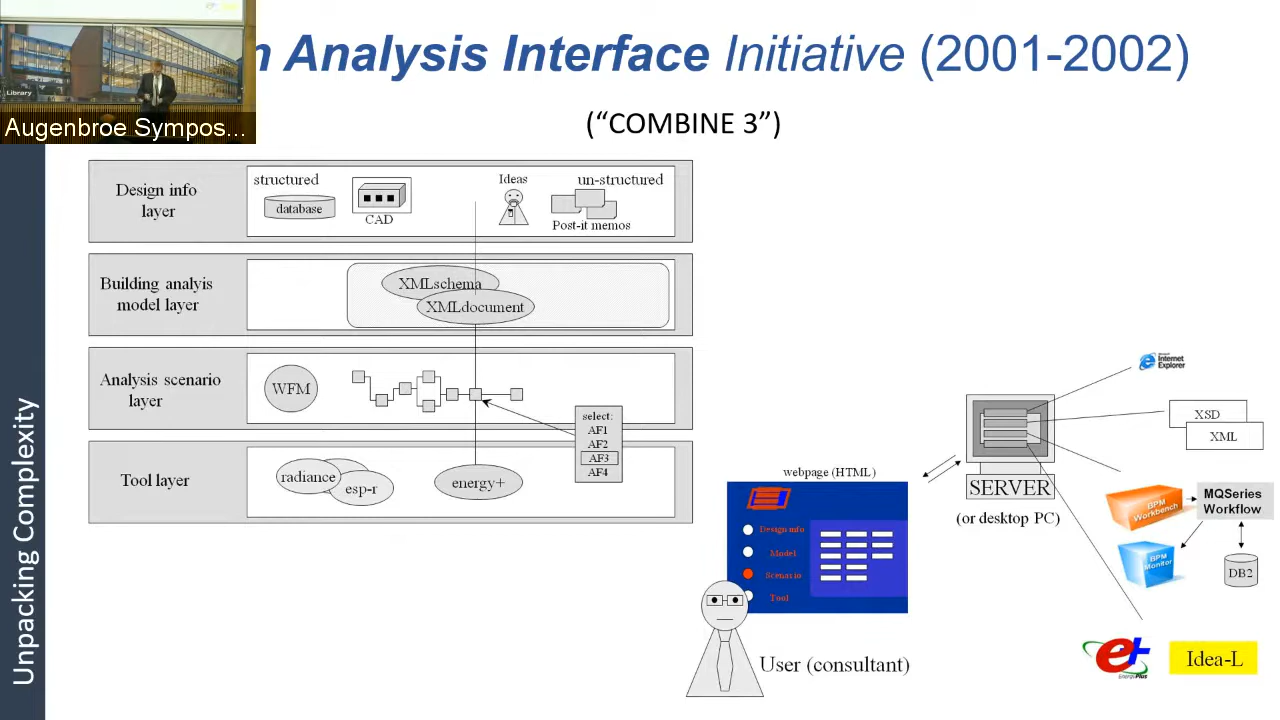 n Analysis Interface Initiative (2001-2002)
Library
Augenbroe Sympos...
("COMBINE 3")
Design info
layer
structured
database
CAD
Ideas
un-structured
Post-it memos
Building analyis
model layer
XMLschema
XMLdocument
Analysis scenario
layer
WFM
select:
AF1
AF2
AF3
AF4
Tool layer
radiance
esp-r
energy+
webpage (HTML)
Design info
Model
Scenario
Tool
User (consultant)
SERVER
(or desktop PC)
Internet
Explorer
XSD
XML
BPM
Workbench
MQSeries
Workflow
BPM
Monitor
DB2
e+
EnergyPlus
Idea-L
Unpacking Complexity